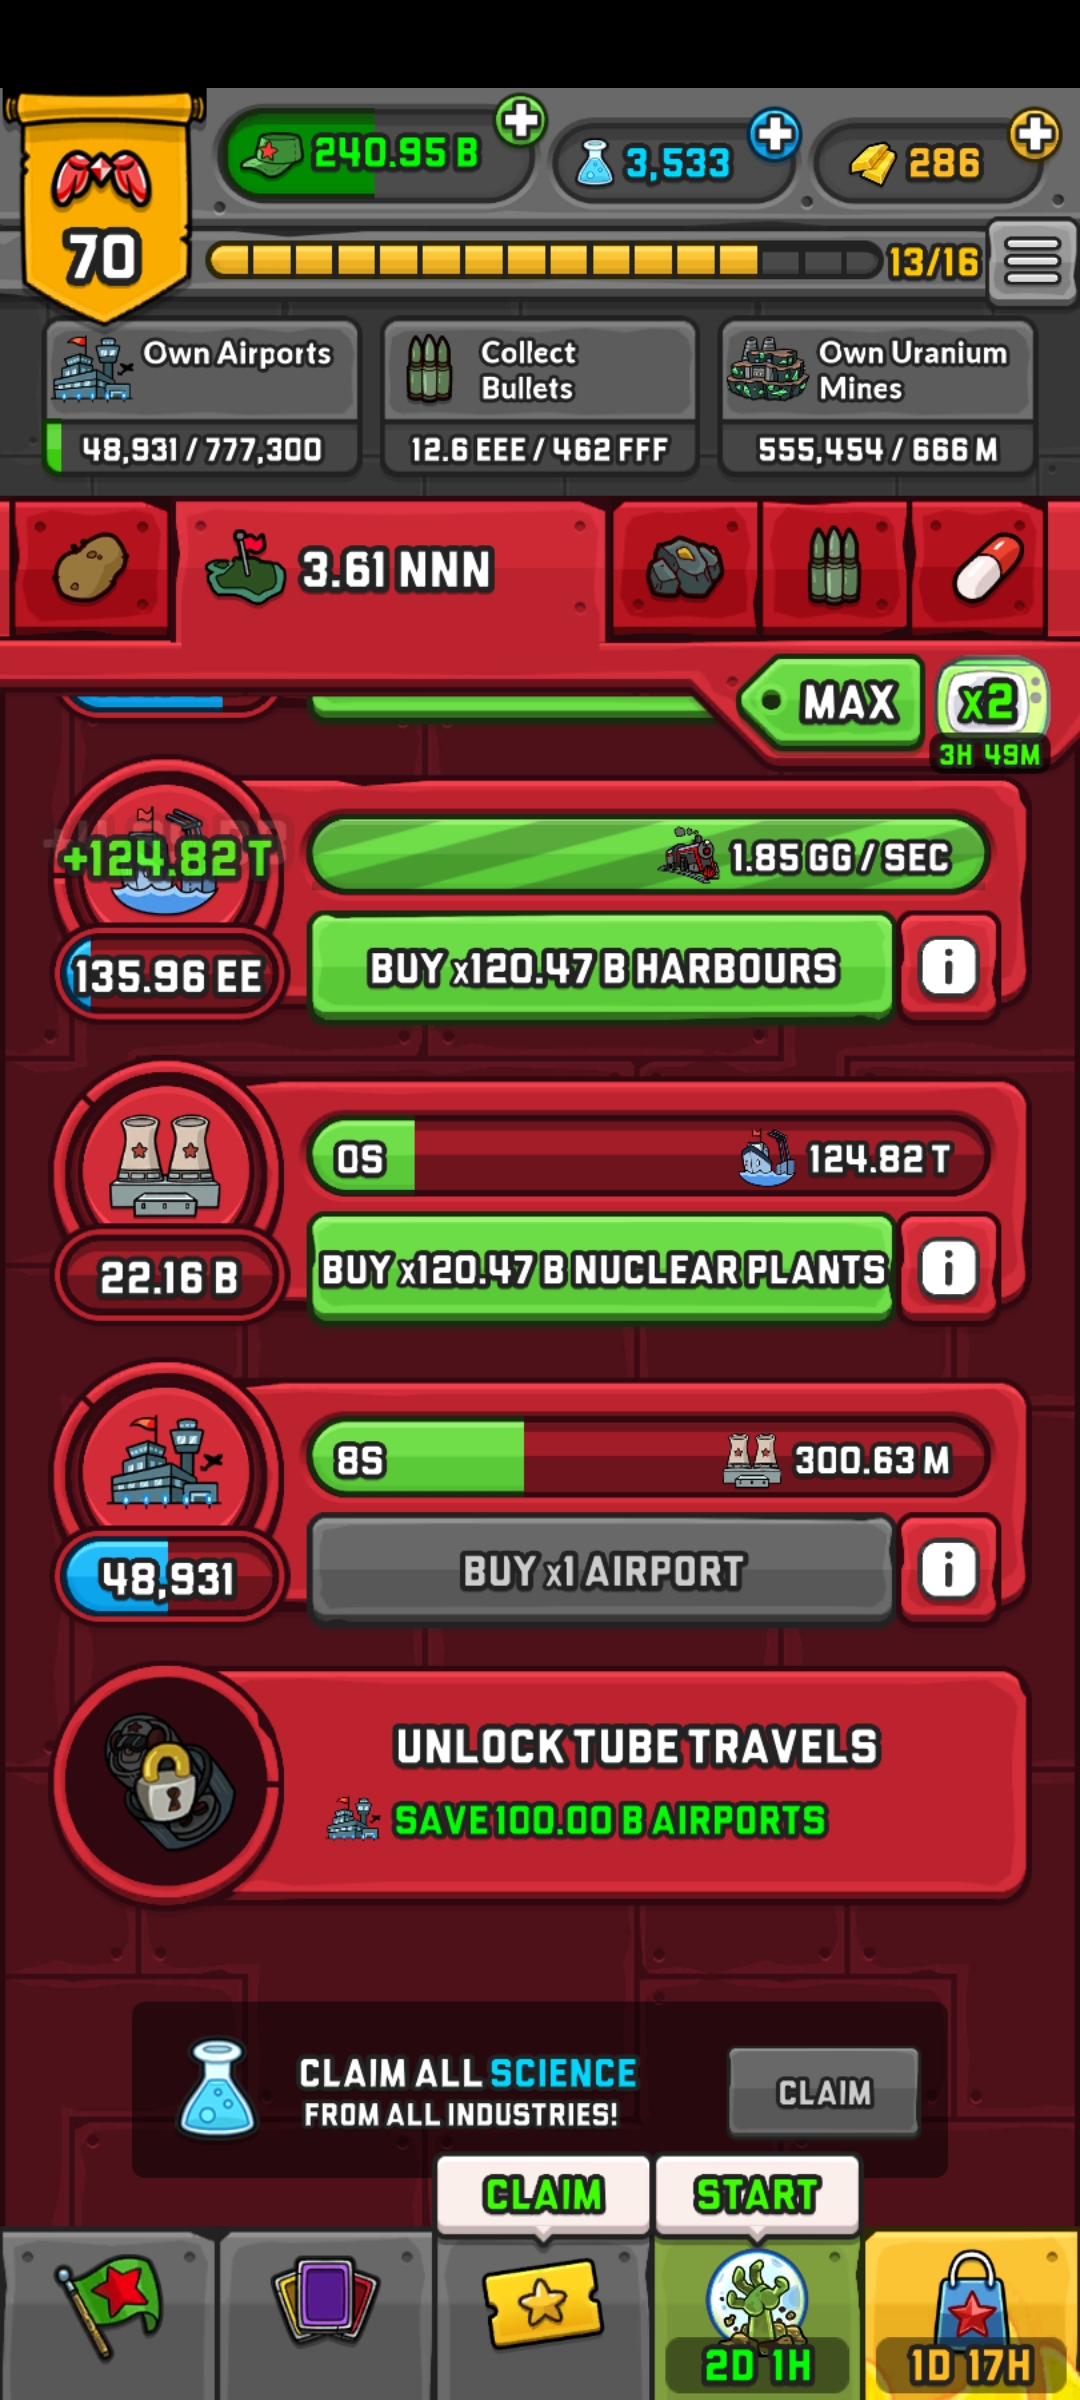 240.95 B
3,533
286
70
13/16
Own Airports
48,931 / 777,300
Collect
Bullets
12.6 EEE / 462 FFF
Own Uranium
Mines
555,454 / 666 M
3.61 NNN
MAX
x2
3H 49M
+124.82 T
1.85 GG / SEC
135.96 EE
BUY x120.47 B HARBOURS
i
0S
124.82 T
22.16 B
BUY x120.47 B NUCLEAR PLANTS
i
8S
300.63 M
48,931
BUY x1 AIRPORT
i
UNLOCK TUBE TRAVELS
SAVE 100.00 B AIRPORTS
CLAIM ALL SCIENCE
FROM ALL INDUSTRIES!
CLAIM
CLAIM
START
2D 1H
1D 17H